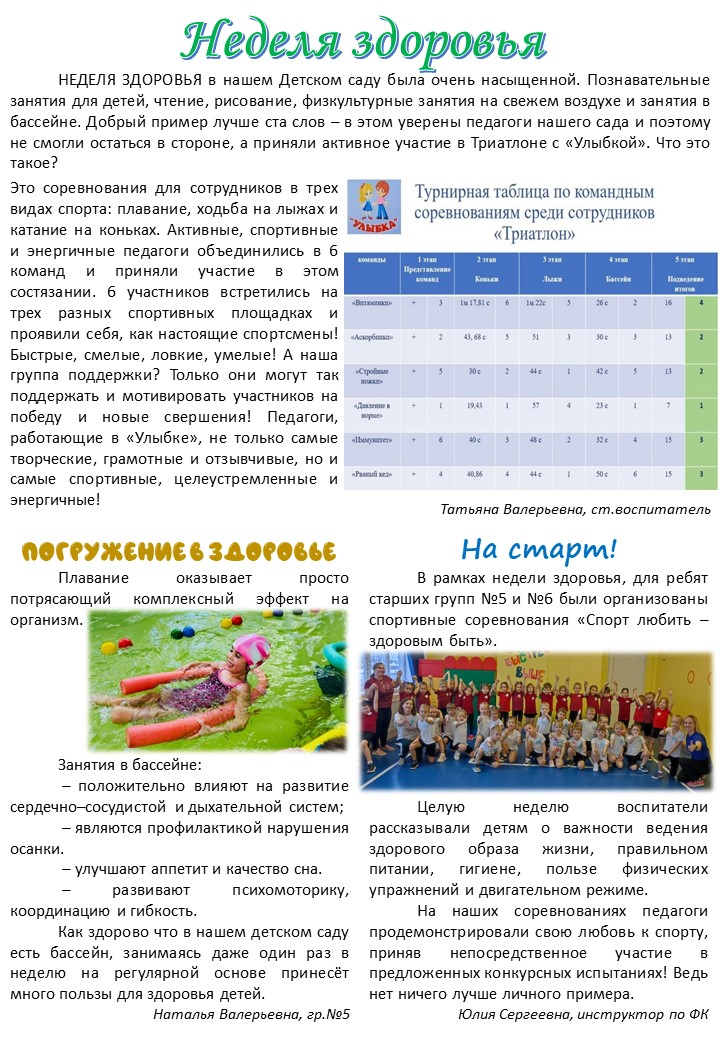 Неделя здоровья
НЕДЕЛЯ ЗДОРОВЬЯ в нашем Детском саду была очень насыщенной. Познавательные
занятия для детей, чтение, рисование, физкультурные занятия на свежем воздухе и занятия в
бассейне. Добрый пример лучше ста слов – в этом уверены педагоги нашего сада и поэтому
не смогли остаться в стороне, а приняли активное участие в Триатлоне с «Улыбкой». Что это
такое?
Это соревнования для сотрудников в трех
видах спорта: плавание, ходьба на лыжах и
катание на коньках. Активные, спортивные
и энергичные педагоги объединились в 6
команд и приняли участие в этом
состязании. 6 участников встретились на
трех разных спортивных площадках и
проявили себя, как настоящие спортсмены!
Быстрые, смелые, ловкие, умелые! А наша
группа поддержки? Только они могут так
поддержать и мотивировать участников на
победу и новые свершения! Педагоги,
работающие в «Улыбке», не только самые
творческие, грамотные и отзывчивые, но и
самые спортивные, целеустремленные и
энергичные!
"УЛЫБКА"
Турнирная таблица по командным
соревнованиям среди сотрудников
«Триатлон»
команды 1 этап 2 этап 3 этап 4 этап 5 этап
Представление команд Коньки Лыжи Бассейн Подведение итогов
«Витаминки» + 3 1м 17,81 с 6 1м 22с 5 26 с 2 16 4
«Аскорбинки» + 2 43, 68 с 5 51 3 30 с 3 13 2
«Стройные ножки» + 5 30 с 2 44 с 1 42 с 5 13 2
«Давление в норме» + 1 19,43 1 57 4 23 с 1 7 1
«Иммунитет» + 6 40 с 3 48 с 2 32 с 4 15 3
«Рваный кед» + 4 40,86 4 44 с 1 50 с 6 15 3
Татьяна Валерьевна, ст.воспитатель
ПОГРУЖЕНИЕ В ЗДОРОВЬЕ
Плавание оказывает просто
потрясающий комплексный эффект на
организм.
Занятия в бассейне:
– положительно влияют на развитие
сердечно–сосудистой и дыхательной систем;
– являются профилактикой нарушения
осанки.
– улучшают аппетит и качество сна.
– развивают психомоторику,
координацию и гибкость.
Как здорово что в нашем детском саду
есть бассейн, занимаясь даже один раз в
неделю на регулярной основе принесёт
много пользы для здоровья детей.
Наталья Валерьевна, гр.№5
На старт!
В рамках недели здоровья, для ребят
старших групп №5 и №6 были организованы
спортивные соревнования «Спорт любить –
здоровым быть».
БЫСТРЕЕ
ВЫШЕ
Целую неделю воспитатели
рассказывали детям о важности ведения
здорового образа жизни, правильном
питании, гигиене, пользе физических
упражнений и двигательном режиме.
На наших соревнованиях педагоги
продемонстрировали свою любовь к спорту,
приняв непосредственное участие в
предложенных конкурсных испытаниях! Ведь
нет ничего лучше личного примера.
Юлия Сергеевна, инструктор по ФК